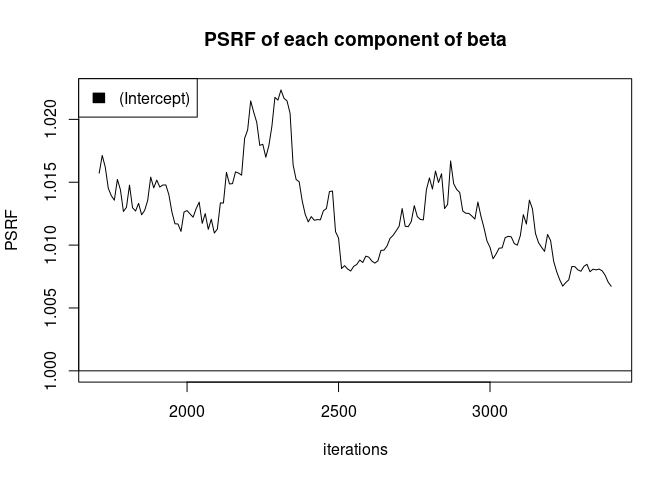 PSRF of each component of beta
(Intercept)
PSRF
1.020
1.015
1.010
1.005
1.000
2000 2500 3000
iterations